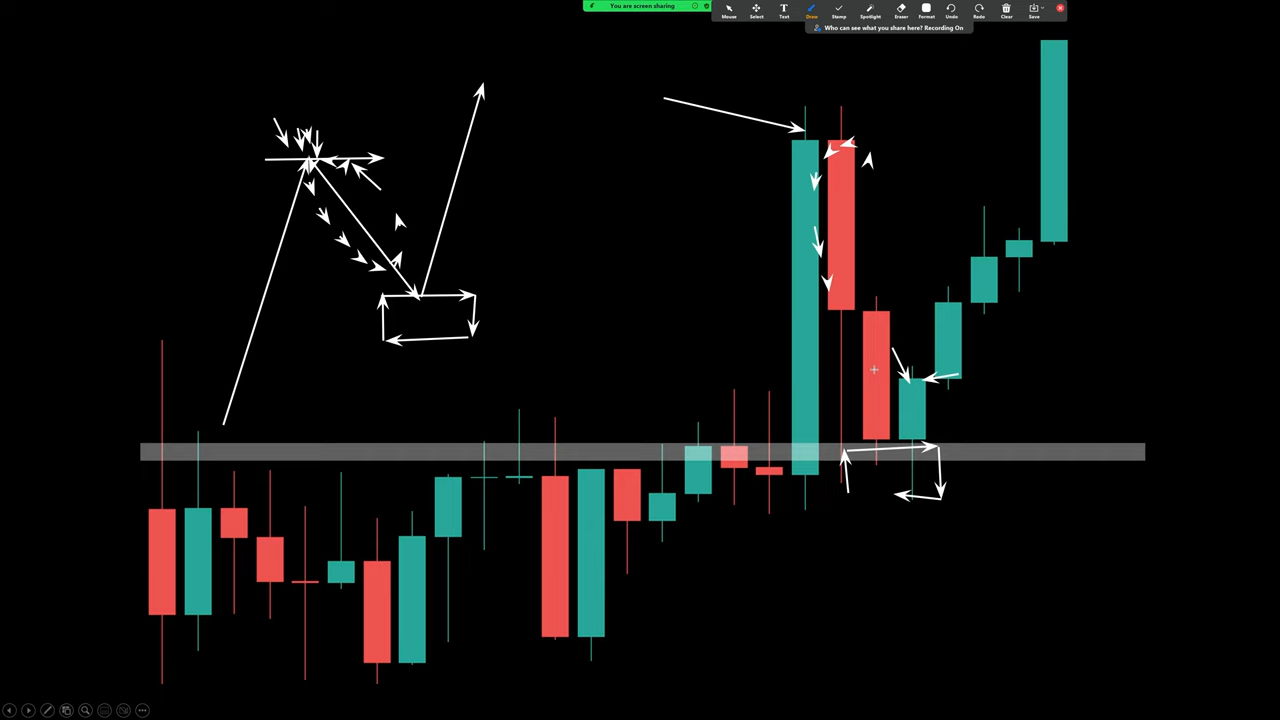 You are screen sharing
Mouse Select Text Draw Stamp Spotlight Eraser Format Undo Redo Clear Save
Who can see what you share here? Recording On